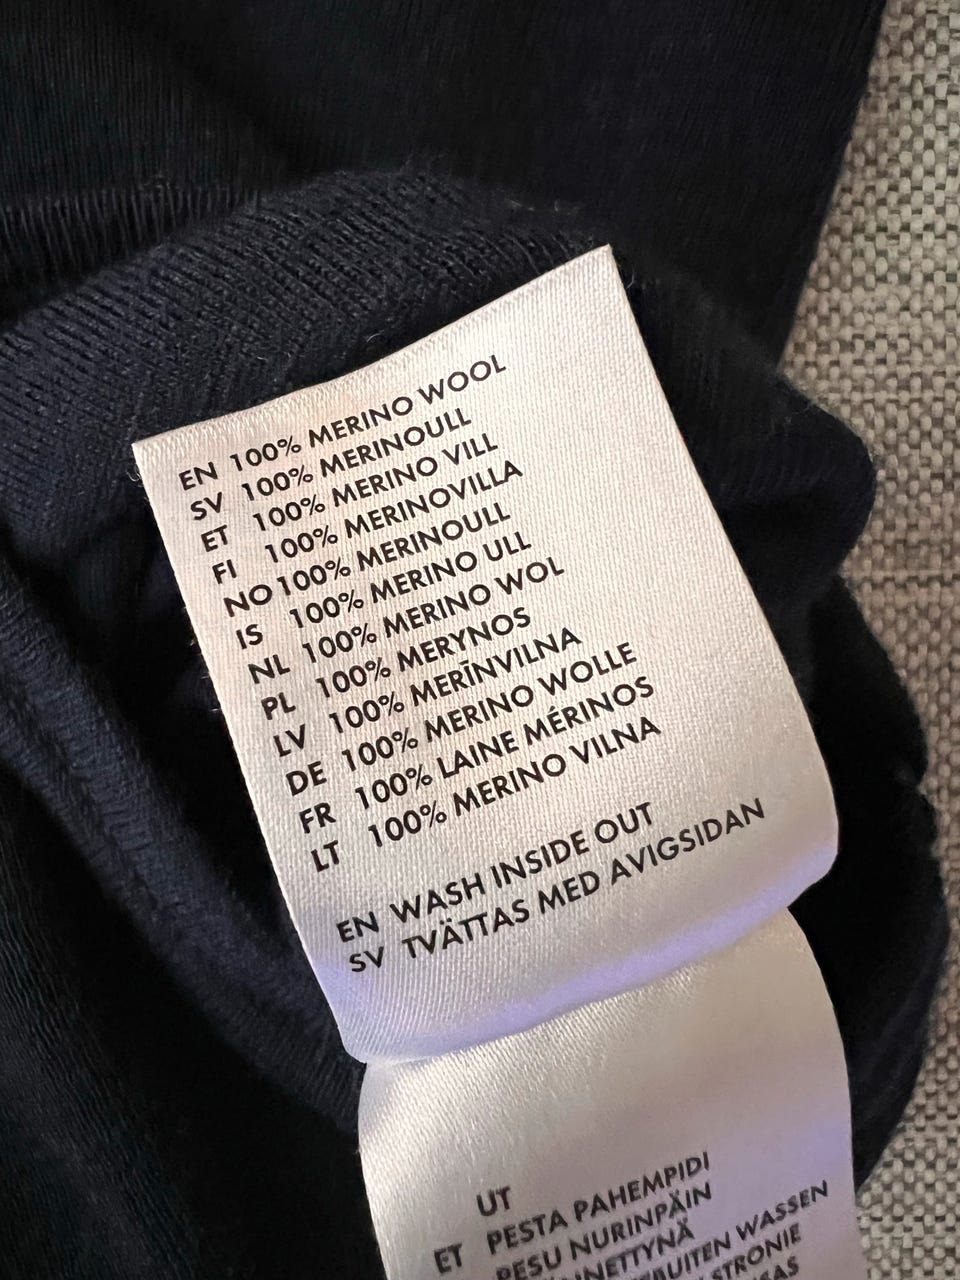 EN 100% MERINO WOOL
SV 100% MERINOULL
ET 100% MERINO VILL
FI 100% MERINOVILLA
NO 100% MERINOULL
IS 100% MERINO ULL
NL 100% MERINO WOL
PL 100% MERYNOS
LV 100% MERĪNVILNA
DE 100% MERINO WOLLE
FR 100% LAINE MÉRINOS
LT 100% MERINO VILNA
EN WASH INSIDE OUT
SV TVÄTTAS MED AVIGSIDAN
UT
ET PESTA PAHEMPIDI
PESU NURINPÄIN
WASSEN
STRONIE